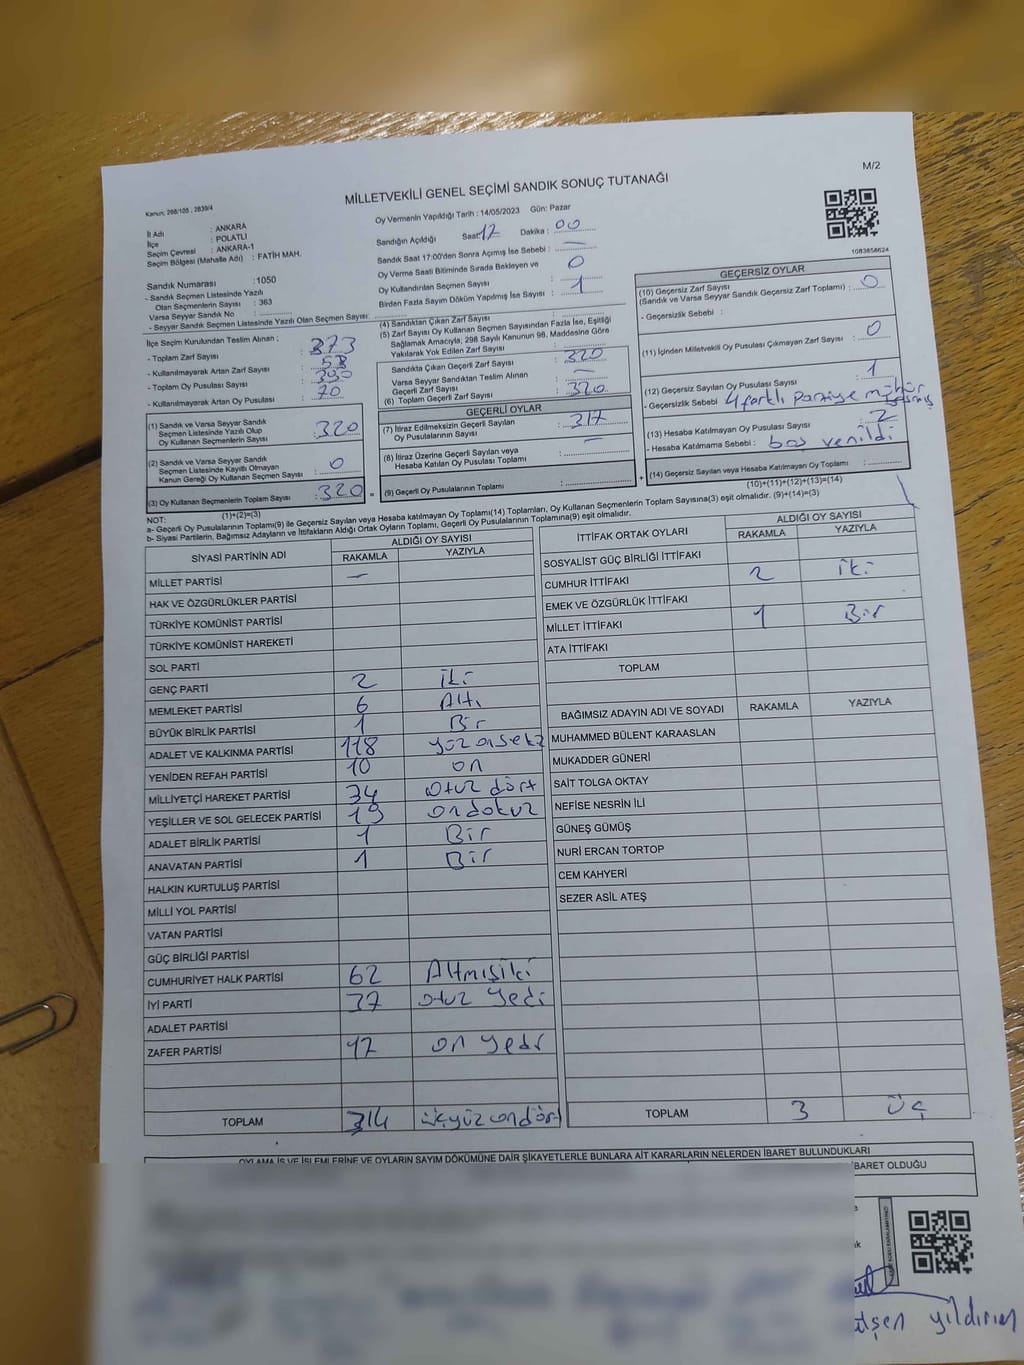 M/2
MİLLETVEKİLİ GENEL SEÇİMİ SANDIK SONUÇ TUTANAĞI
Kanun: 298/105 , 2839/4
Oy Vermenin Yapıldığı Tarih : 14/05/2023 Gün: Pazar
İl Adı : ANKARA
İlçe : POLATLI
Seçim Çevresi : ANKARA-1
Seçim Bölgesi (Mahalle Adı) : FATİH MAH.
Sandık Numarası : 1050
- Sandık Seçmen Listesinde Yazılı
Olan Seçmenlerin Sayısı : 363
Varsa Seyyar Sandık No :
- Seyyar Sandık Seçmen Listesinde Yazılı Olan Seçmen Sayısı :
Sandığın Açıldığı Saat: 17 Dakika : 00
Sandık Saat 17:00'den Sonra Açımış İse Sebebi : —
Oy Verme Saati Bitiminde Sırada Bekleyen ve
Oy Kullandırılan Seçmen Sayısı : 0
Birden Fazla Sayım Döküm Yapılmış İse Sayısı : 1
1083858624
İlçe Seçim Kurulundan Teslim Alınan ;
- Toplam Zarf Sayısı : 373
- Kullanılmayarak Artan Zarf Sayısı : 53
- Toplam Oy Pusulası Sayısı : 390
- Kullanılmayarak Artan Oy Pusulası : 70
(1) Sandık ve Varsa Seyyar Sandık
Seçmen Listesinde Yazılı Olup
Oy Kullanan Seçmenlerin Sayısı : 320
(2) Sandık ve Varsa Seyyar Sandık
Seçmen Listesinde Kayıtlı Olmayan
Kanun Gereği Oy Kullanan Seçmen Sayısı : 0
(3) Oy Kullanan Seçmenlerin Toplam Sayısı : 320
(1)+(2)=(3)
(4) Sandıktan Çıkan Zarf Sayısı :
(5) Zarf Sayısı Oy Kullanan Seçmen Sayısından Fazla İse, Eşitliği
Sağlamak Amacıyla, 298 Sayılı Kanunun 98. Maddesine Göre
Yakılarak Yok Edilen Zarf Sayısı :
Sandıkta Çıkan Geçerli Zarf Sayısı : 320
Varsa Seyyar Sandıktan Teslim Alınan
Geçerli Zarf Sayısı : —
(6) Toplam Geçerli Zarf Sayısı : 320
GEÇERLİ OYLAR
(7) İtiraz Edilmeksizin Geçerli Sayılan
Oy Pusulalarının Sayısı : 317
(8) İtiraz Üzerine Geçerli Sayılan veya
Hesaba Katılan Oy Pusulası Toplamı : —
(9) Geçerli Oy Pusulalarının Toplamı :
GEÇERSİZ OYLAR
(10) Geçersiz Zarf Sayısı
(Sandık ve Varsa Seyyar Sandık Geçersiz Zarf Toplamı) : 0
- Geçersizlik Sebebi :
(11) İçinden Milletvekili Oy Pusulası Çıkmayan Zarf Sayısı : 0
(12) Geçersiz Sayılan Oy Pusulası Sayısı : 1
- Geçersizlik Sebebi 4 farklı partiye mühür
(13) Hesaba Katılmayan Oy Pusulası Sayısı : 2
- Hesaba Katılmama Sebebi : boş
(14) Geçersiz Sayılan veya Hesaba Katılmayan Oy Toplamı :
(10)+(11)+(12)+(13)=(14)
NOT:
a- Geçerli Oy Pusulalarının Toplamı(9) ile Geçersiz Sayılan veya Hesaba katılmayan Oy Toplamı(14) Toplamları, Oy Kullanan Seçmenlerin Toplam Sayısına(3) eşit olmalıdır. (9)+(14)=(3)
b- Siyasi Partilerin, Bağımsız Adayların ve İttifakların Aldığı Ortak Oyların Toplamı, Geçerli Oy Pusulalarının Toplamına(9) eşit olmalıdır.
SİYASİ PARTİNİN ADI ALDIĞI OY SAYISI
RAKAMLA YAZIYLA
MİLLET PARTİSİ —
HAK VE ÖZGÜRLÜKLER PARTİSİ
TÜRKİYE KOMÜNİST PARTİSİ
TÜRKİYE KOMÜNİST HAREKETİ
SOL PARTİ
GENÇ PARTİ 2 iki
MEMLEKET PARTİSİ 6 Altı
BÜYÜK BİRLİK PARTİSİ 1 Bir
ADALET VE KALKINMA PARTİSİ 118 yüz onsekiz
YENİDEN REFAH PARTİSİ 10 on
MİLLİYETÇİ HAREKET PARTİSİ 34 otuz dört
YEŞİLLER VE SOL GELECEK PARTİSİ 19 ondokuz
ADALET BİRLİK PARTİSİ 1 Bir
ANAVATAN PARTİSİ 1 Bir
HALKIN KURTULUŞ PARTİSİ
MİLLİ YOL PARTİSİ
VATAN PARTİSİ
GÜÇ BİRLİĞİ PARTİSİ
CUMHURİYET HALK PARTİSİ 62 Altmışiki
İYİ PARTİ 37 otuz yedi
ADALET PARTİSİ
ZAFER PARTİSİ 17 on yedi
TOPLAM 314 üçyüzondört
İTTİFAK ORTAK OYLARI ALDIĞI OY SAYISI
RAKAMLA YAZIYLA
SOSYALİST GÜÇ BİRLİĞİ İTTİFAKI
CUMHUR İTTİFAKI 2 iki
EMEK VE ÖZGÜRLÜK İTTİFAKI
MİLLET İTTİFAKI 1 Bir
ATA İTTİFAKI
TOPLAM
BAĞIMSIZ ADAYIN ADI VE SOYADI RAKAMLA YAZIYLA
MUHAMMED BÜLENT KARAASLAN
MUKADDER GÜNERİ
SAİT TOLGA OKTAY
NEFİSE NESRİN İLİ
GÜNEŞ GÜMÜŞ
NURİ ERCAN TORTOP
CEM KAHYERİ
SEZER ASİL ATEŞ
TOPLAM 3 üç
OYLAMA İŞ VE İŞLEMLERİNE VE OYLARIN SAYIM DÖKÜMÜNE DAİR ŞİKAYETLERLE BUNLARA AİT KARARLARIN NELERDEN İBARET BULUNDUKLARI
İBARET OLDUĞU
yıldırım